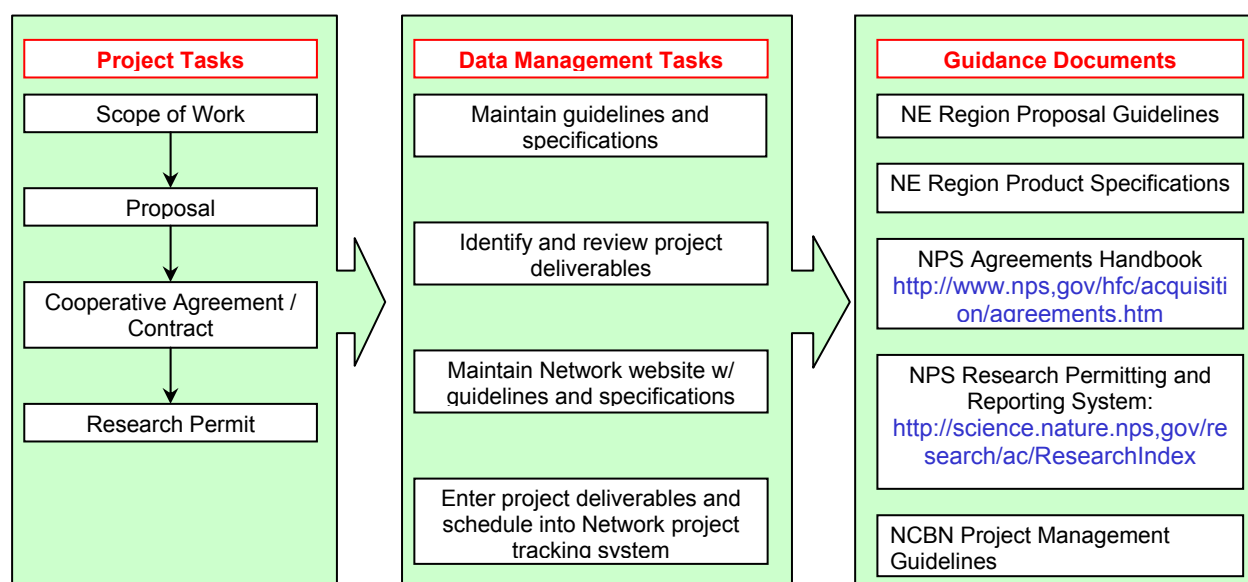 Project Tasks
Scope of Work
Proposal
Cooperative Agreement /
Contract
Research Permit
Data Management Tasks
Maintain guidelines and
specifications
Identify and review project
deliverables
Maintain Network website w/
guidelines and specifications
Enter project deliverables and
schedule into Network project
tracking system
Guidance Documents
NE Region Proposal Guidelines
NE Region Product Specifications
NPS Agreements Handbook
http://www.nps,gov/hfc/acquisiti
on/agreements.htm
NPS Research Permitting and
Reporting System:
http://science.nature.nps,gov/re
search/ac/ResearchIndex
NCBN Project Management
Guidelines